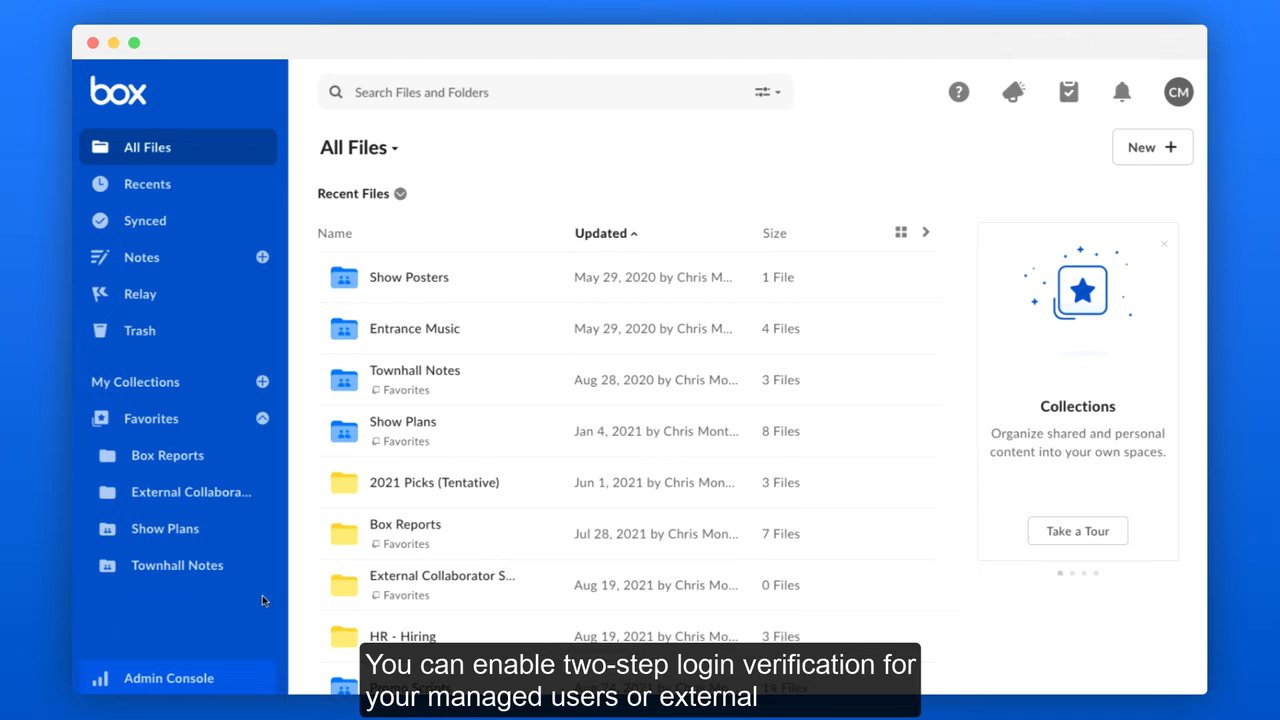 box
Search Files and Folders
?
CM
All Files
Recents
Synced
Notes
Relay
Trash
My Collections
Favorites
Box Reports
External Collabora...
Show Plans
Townhall Notes
Admin Console
All Files
New +
Recent Files
Name Updated Size
Show Posters May 29, 2020 by Chris M... 1 File
Entrance Music May 29, 2020 by Chris M... 4 Files
Townhall Notes Aug 28, 2020 by Chris Mo... 3 Files
Favorites
Show Plans Jan 4, 2021 by Chris Mont... 8 Files
Favorites
2021 Picks (Tentative) Jun 1, 2021 by Chris Mon... 3 Files
Box Reports Jul 28, 2021 by Chris Mon... 7 Files
Favorites
External Collaborator S... Aug 19, 2021 by Chris Mo... 0 Files
Favorites
HR - Hiring Aug 19, 2021 by Chris Mo... 3 Files
14 Files
Collections
Organize shared and personal
content into your own spaces.
Take a Tour
You can enable two-step login verification for
your managed users or external